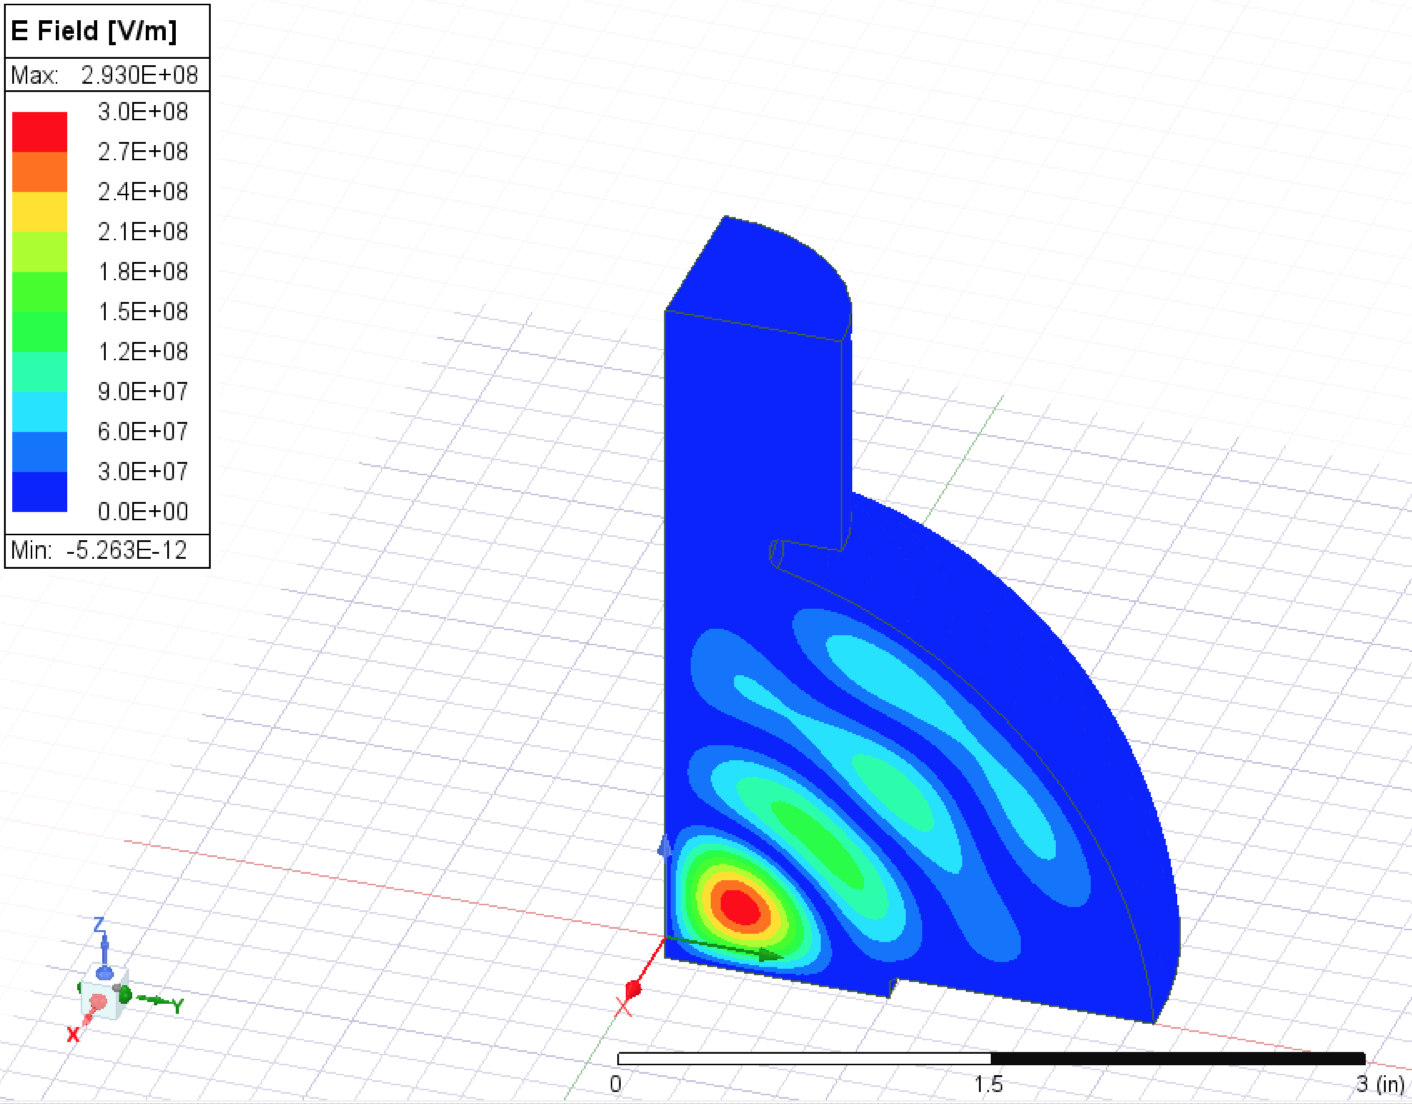 E Field [V/m]
Max: 2.930E+08
3.0E+08
2.7E+08
2.4E+08
2.1E+08
1.8E+08
1.5E+08
1.2E+08
9.0E+07
6.0E+07
3.0E+07
0.0E+00
Min: -5.263E-12
Z
Y
X
X
0 1.5 3 (in)